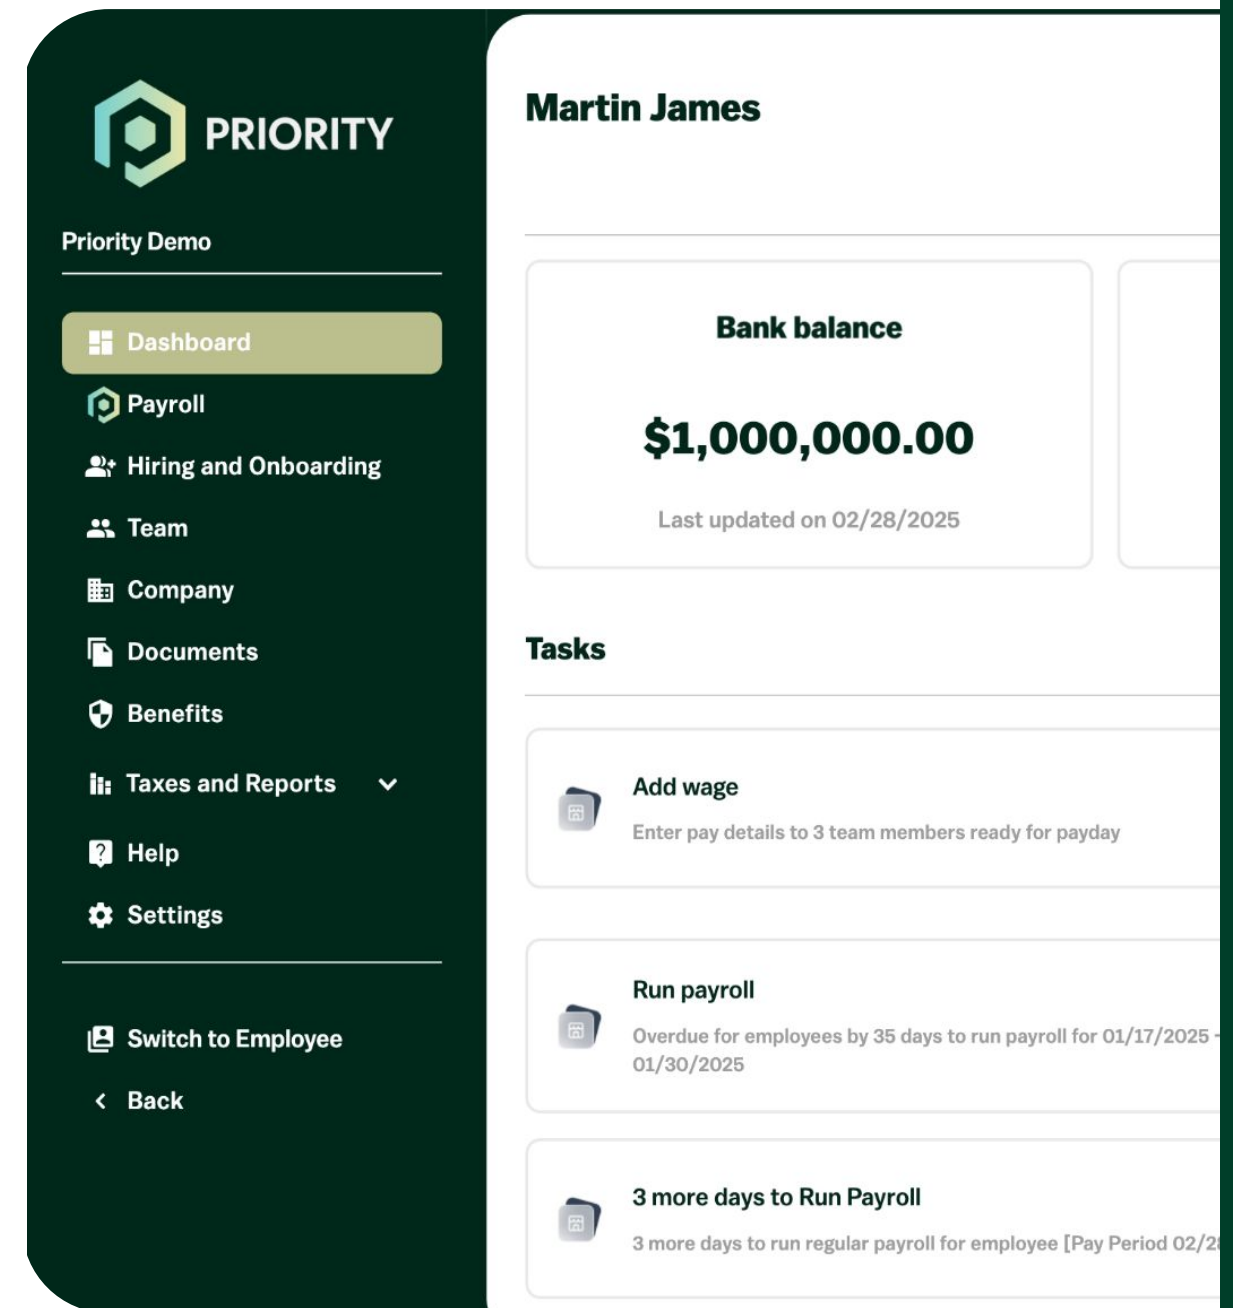 PRIORITY
Priority Demo
Dashboard
Payroll
Hiring and Onboarding
Team
Company
Documents
Benefits
Taxes and Reports
Help
Settings
Switch to Employee
Back
Martin James
Bank balance
$1,000,000.00
Last updated on 02/28/2025
Tasks
Add wage
Enter pay details to 3 team members ready for payday
Run payroll
Overdue for employees by 35 days to run payroll for 01/17/2025 -
01/30/2025
3 more days to Run Payroll
3 more days to run regular payroll for employee [Pay Period 02/2